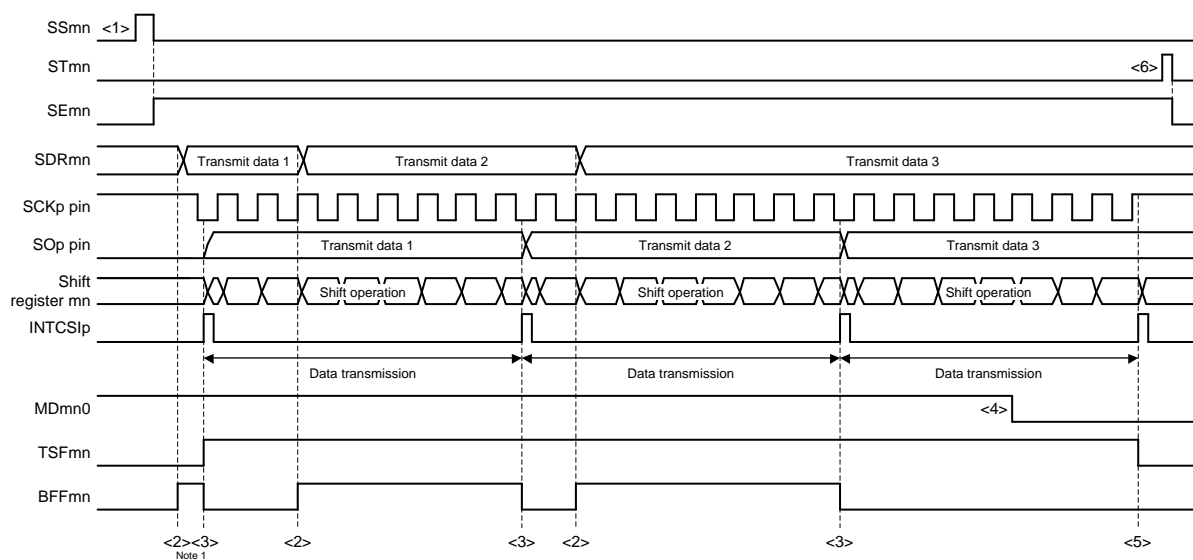 SSmn
<1>
STmn
<6>
SEmn
SDRmn
Transmit data 1
Transmit data 2
Transmit data 3
SCKp pin
SOp pin
Transmit data 1
Transmit data 2
Transmit data 3
Shift
register mn
Shift operation
Shift operation
Shift operation
INTCSIp
Data transmission
Data transmission
Data transmission
MDmn0
<4>
TSFmn
BFFmn
<2><3> <2> <3> <2> <3> <5>
Note 1